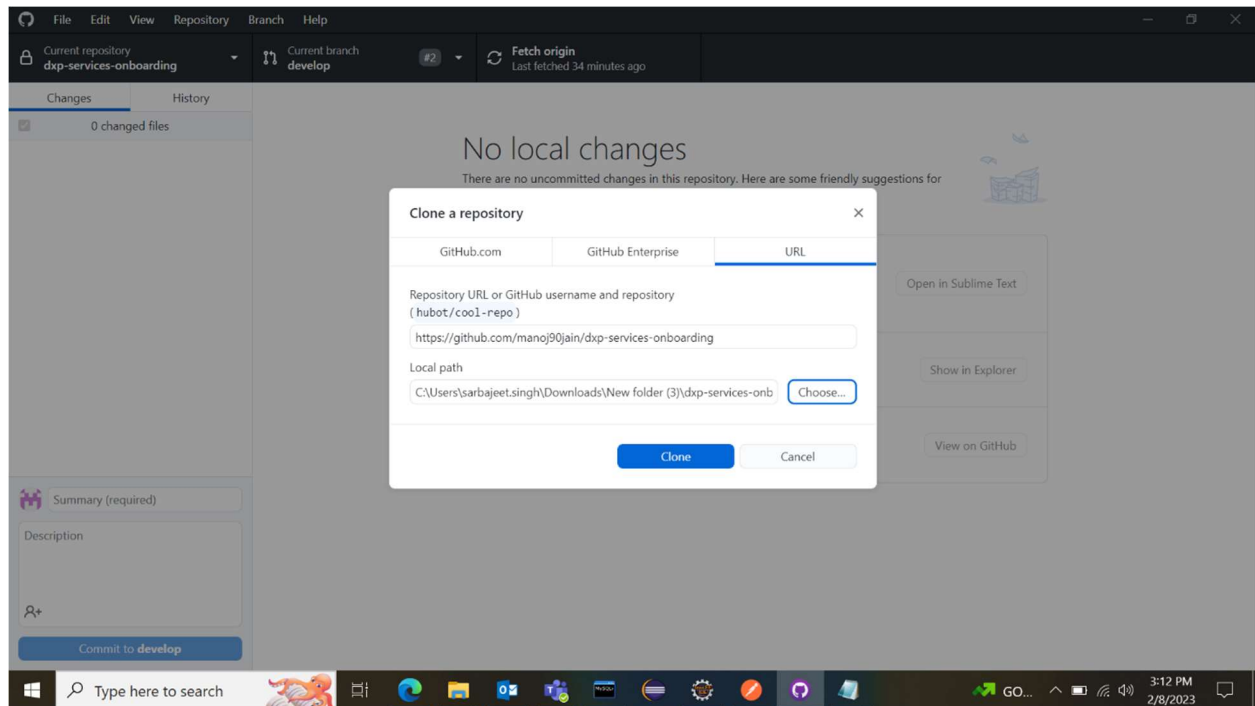 File Edit View Repository Branch Help
Current repository
dxp-services-onboarding
Current branch
develop
#2
Fetch origin
Last fetched 34 minutes ago
Changes History
0 changed files
No local changes
There are no uncommitted changes in this repository. Here are some friendly suggestions for
Clone a repository
GitHub.com GitHub Enterprise URL
Repository URL or GitHub username and repository
(hubot/cool-repo)
https://github.com/manoj90jain/dxp-services-onboarding
Local path
C:\Users\sarbajeet.singh\Downloads\New folder (3)\dxp-services-onb Choose...
Clone Cancel
Open in Sublime Text
Show in Explorer
View on GitHub
Summary (required)
Description
Commit to develop
Type here to search
GO...
3:12 PM
2/8/2023